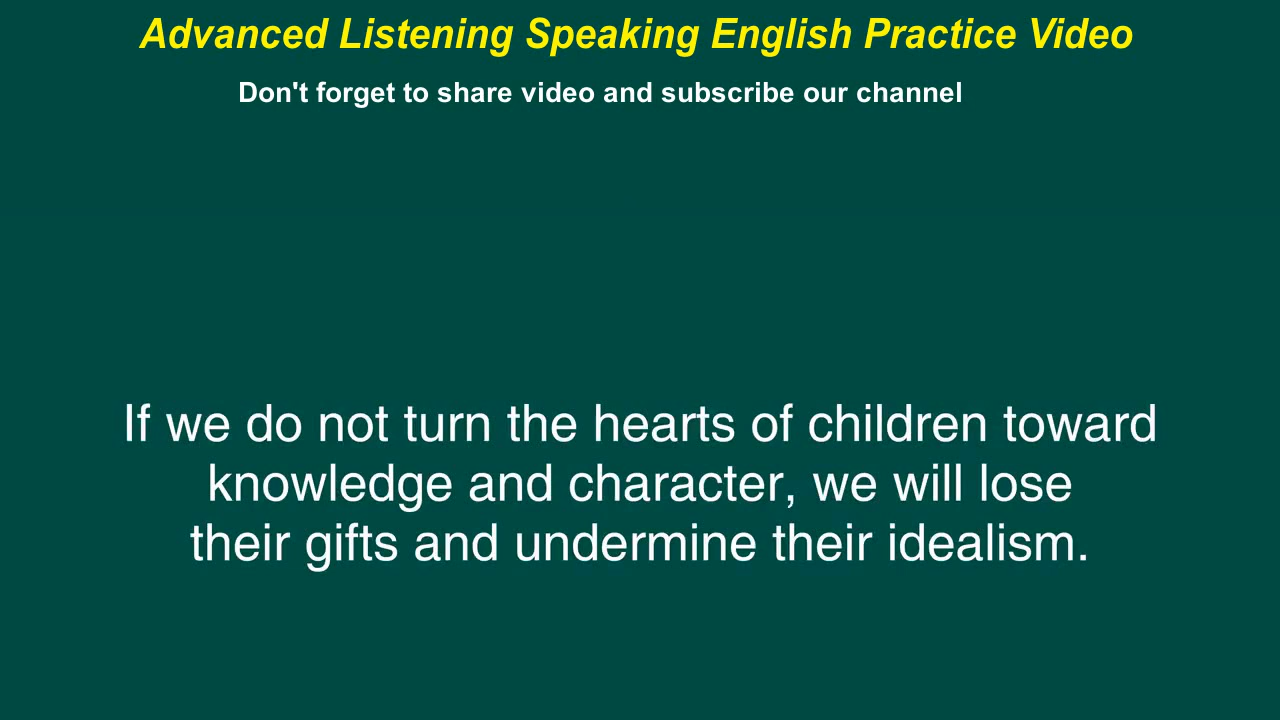 Advanced Listening Speaking English Practice Video
Don't forget to share video and subscribe our channel
If we do not turn the hearts of children toward
knowledge and character, we will lose
their gifts and undermine their idealism.